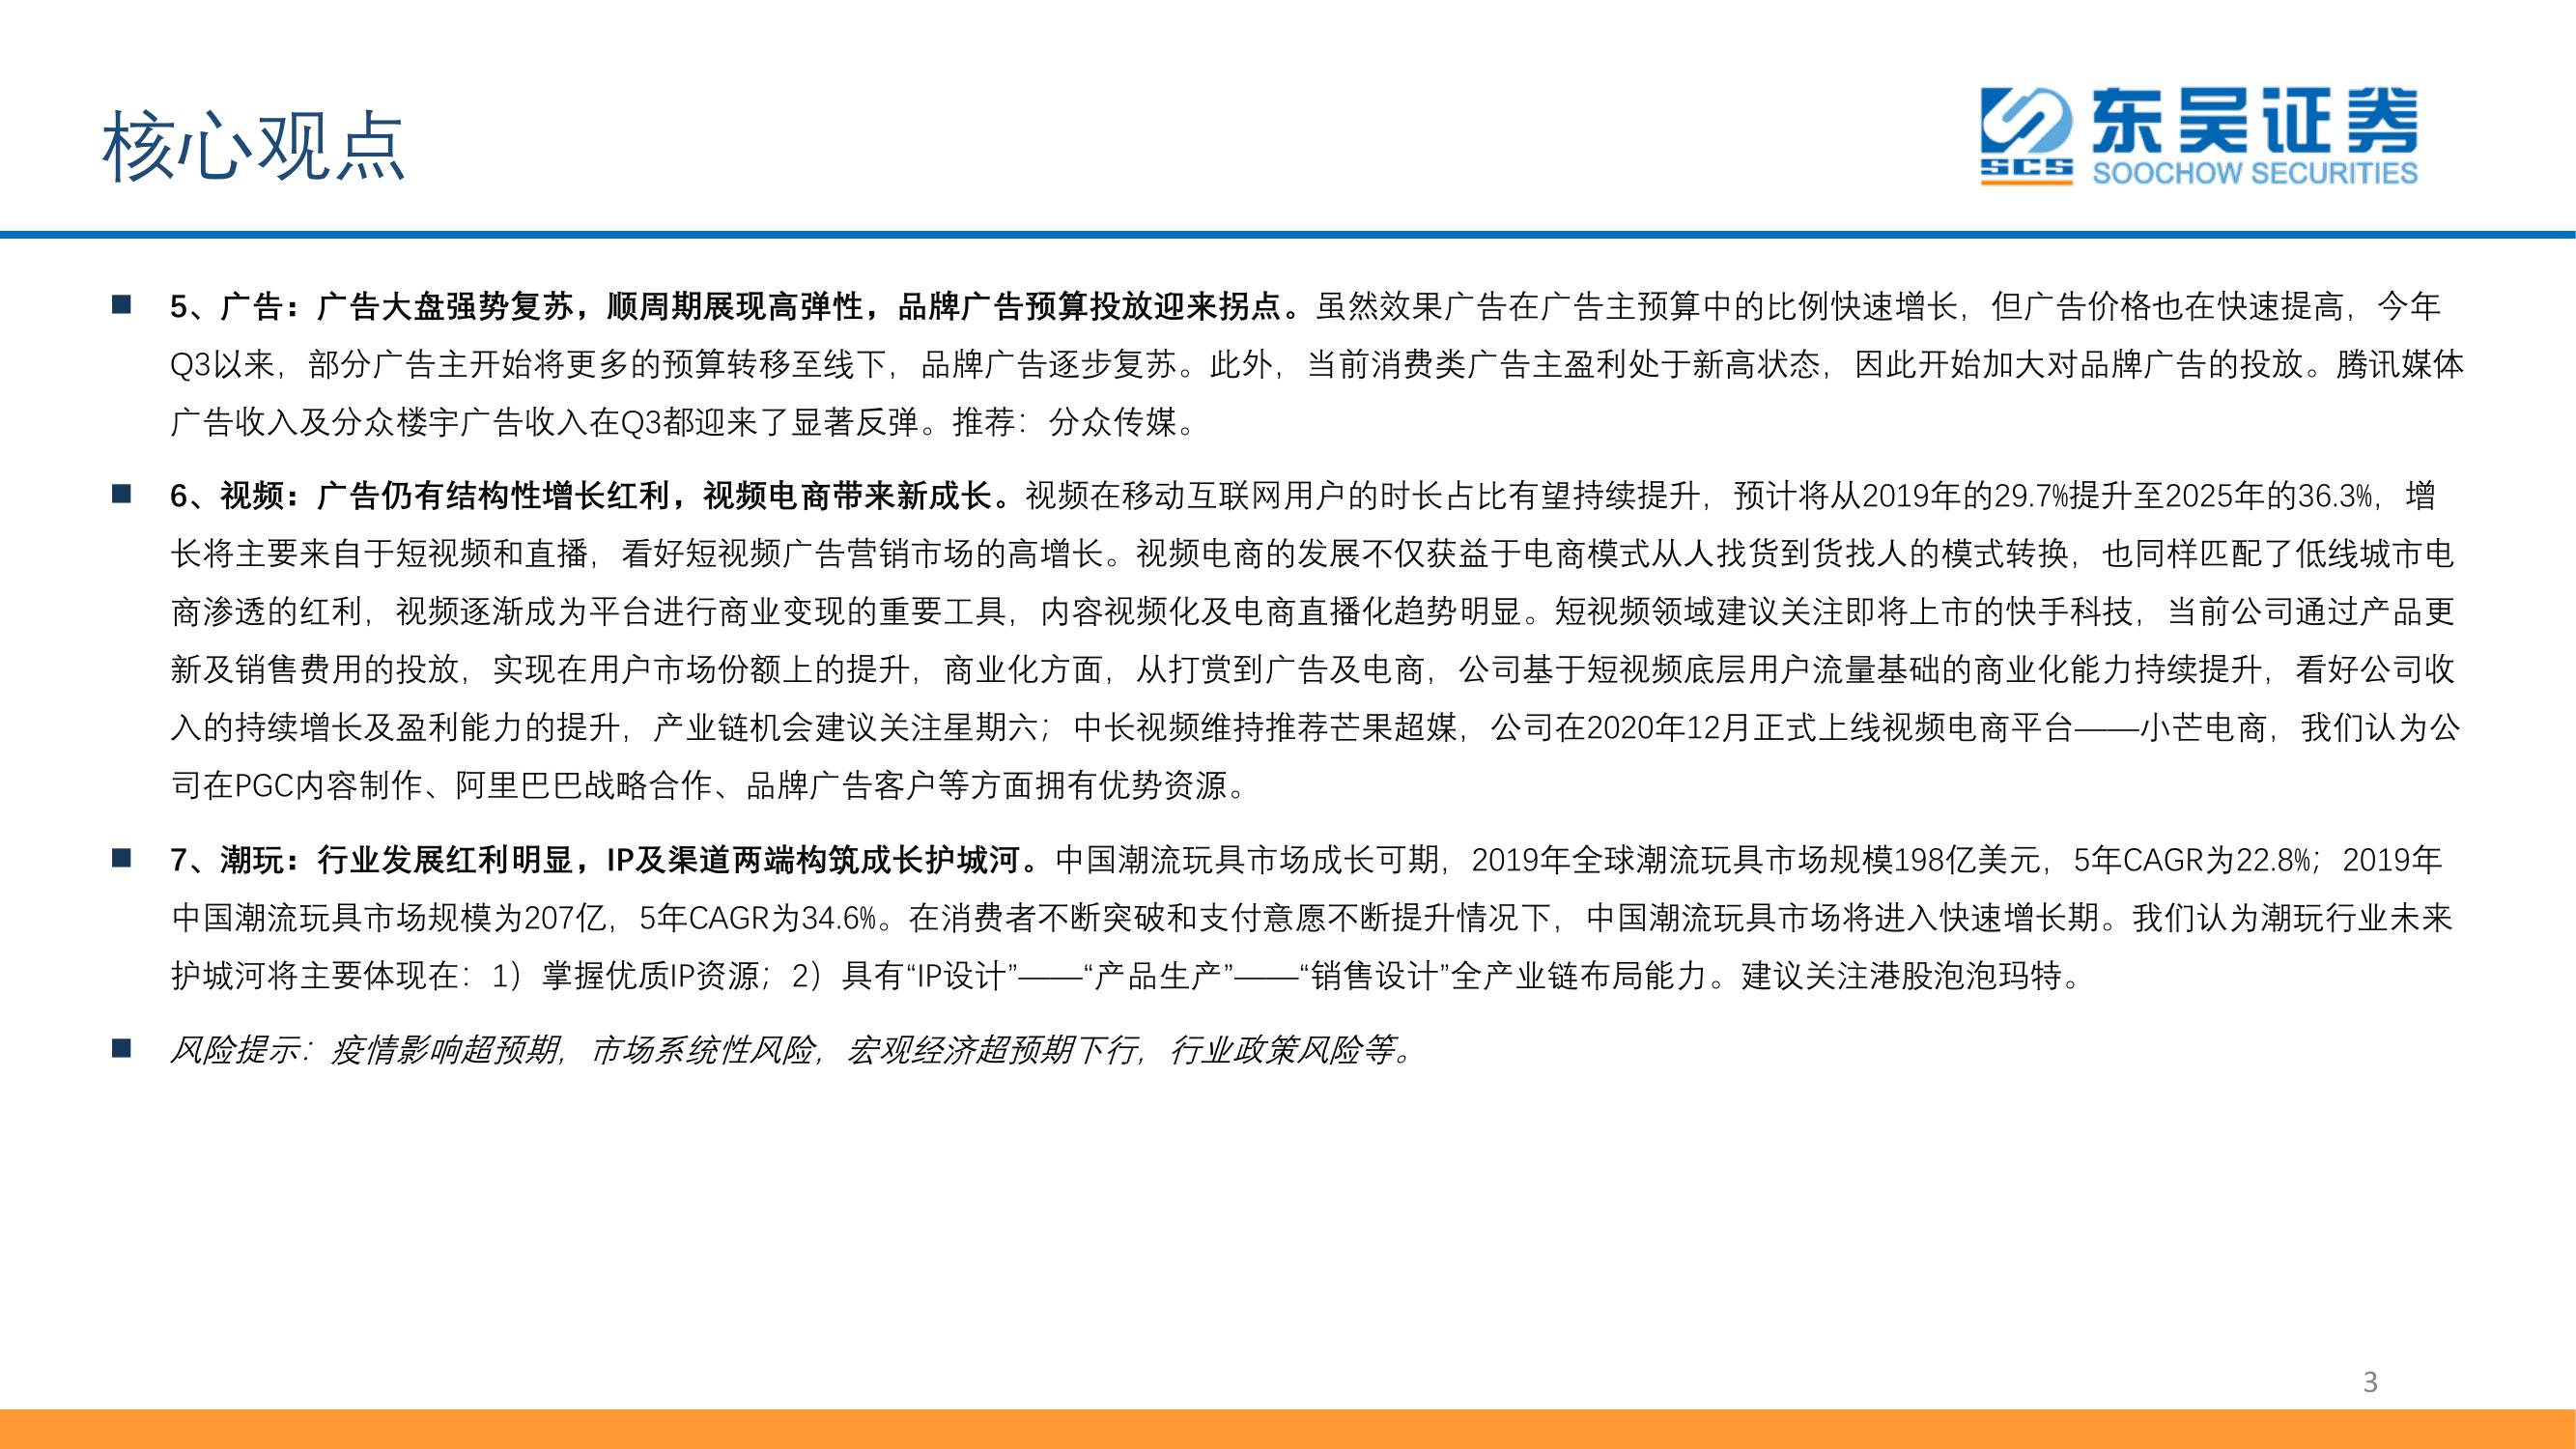 核心观点
东吴证券
SCS
SOOCHOW SECURITIES
■ 5、广告：广告大盘强势复苏，顺周期展现高弹性，品牌广告预算投放迎来拐点。虽然效果广告在广告主预算中的比例快速增长，但广告价格也在快速提高，今年
Q3以来，部分广告主开始将更多的预算转移至线下，品牌广告逐步复苏。此外，当前消费类广告主盈利处于新高状态，因此开始加大对品牌广告的投放。腾讯媒体
广告收入及分众楼宇广告收入在Q3都迎来了显著反弹。推荐：分众传媒。
■ 6、视频：广告仍有结构性增长红利，视频电商带来新成长。视频在移动互联网用户的时长占比有望持续提升，预计将从2019年的29.7%提升至2025年的36.3%，增
长将主要来自于短视频和直播，看好短视频广告营销市场的高增长。视频电商的发展不仅获益于电商模式从人找货到货找人的模式转换，也同样匹配了低线城市电
商渗透的红利，视频逐渐成为平台进行商业变现的重要工具，内容视频化及电商直播化趋势明显。短视频领域建议关注即将上市的快手科技，当前公司通过产品更
新及销售费用的投放，实现在用户市场份额上的提升，商业化方面，从打赏到广告及电商，公司基于短视频底层用户流量基础的商业化能力持续提升，看好公司收
入的持续增长及盈利能力的提升，产业链机会建议关注星期六；中长视频维持推荐芒果超媒，公司在2020年12月正式上线视频电商平台——小芒电商，我们认为公
司在PGC内容制作、阿里巴巴战略合作、品牌广告客户等方面拥有优势资源。
■ 7、潮玩：行业发展红利明显，IP及渠道两端构筑成长护城河。中国潮流玩具市场成长可期，2019年全球潮流玩具市场规模198亿美元，5年CAGR为22.8%；2019年
中国潮流玩具市场规模为207亿，5年CAGR为34.6%。在消费者不断突破和支付意愿不断提升情况下，中国潮流玩具市场将进入快速增长期。我们认为潮玩行业未来
护城河将主要体现在：1）掌握优质IP资源；2）具有“IP设计”——“产品生产”——“销售设计”全产业链布局能力。建议关注港股泡泡玛特。
■ 风险提示：疫情影响超预期，市场系统性风险，宏观经济超预期下行，行业政策风险等。
3